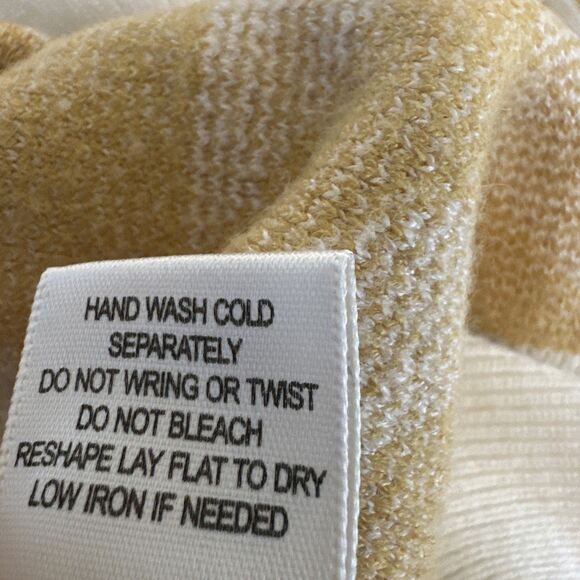 HAND WASH COLD
SEPARATELY
DO NOT WRING OR TWIST
DO NOT BLEACH
RESHAPE LAY FLAT TO DRY
LOW IRON IF NEEDED